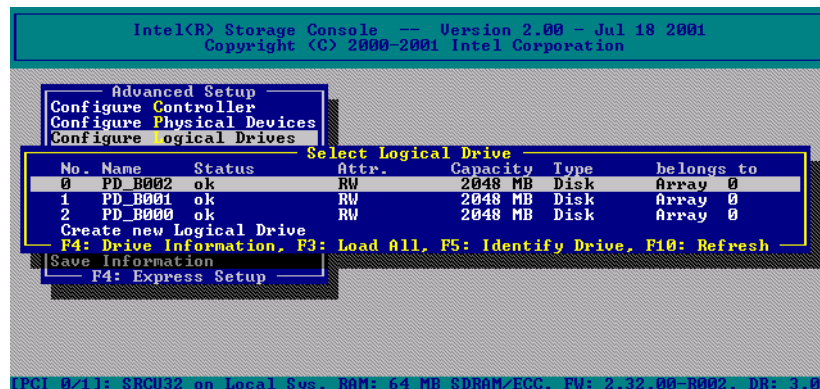 Intel(R) Storage Console -- Version 2.00 - Jul 18 2001
Copyright (C) 2000-2001 Intel Corporation
Advanced Setup
Configure Controller
Configure Physical Devices
Configure Logical Drives
Select Logical Drive
No. Name Status Attr. Capacity Type belongs to
0 PD_B002 ok RW 2048 MB Disk Array 0
1 PD_B001 ok RW 2048 MB Disk Array 0
2 PD_B000 ok RW 2048 MB Disk Array 0
Create new Logical Drive
F4: Drive Information, F3: Load All, F5: Identify Drive, F10: Refresh
Save Information
F4: Express Setup
[PCI 0/1]: SRCU32 on Local Sys. RAM: 64 MB SDRAM/ECC. FW: 2.32.00-R002. DR: 3.0